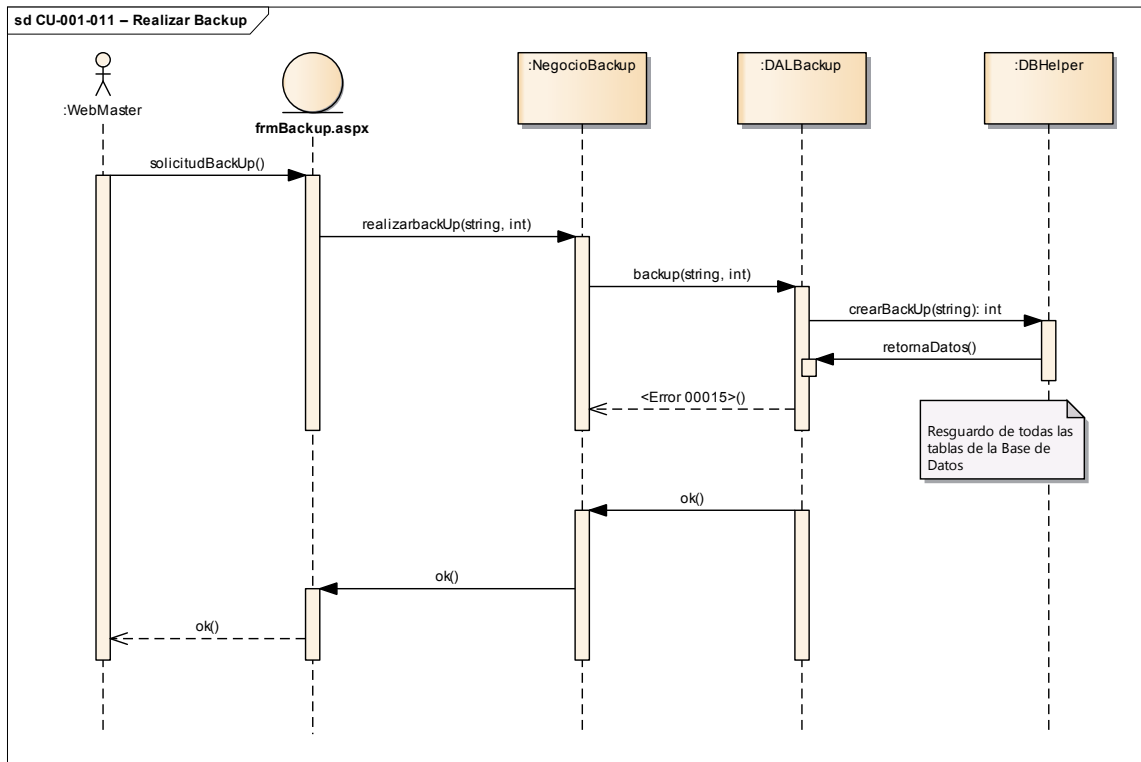 sd CU-001-011 – Realizar Backup
:WebMaster
frmBackup.aspx
:NegocioBackup
:DALBackup
:DBHelper
solicitudBackUp()
realizarbackUp(string, int)
backup(string, int)
crearBackUp(string): int
retornaDatos()
<Error 00015>()
Resguardo de todas las
tablas de la Base de
Datos
ok()
ok()
ok()